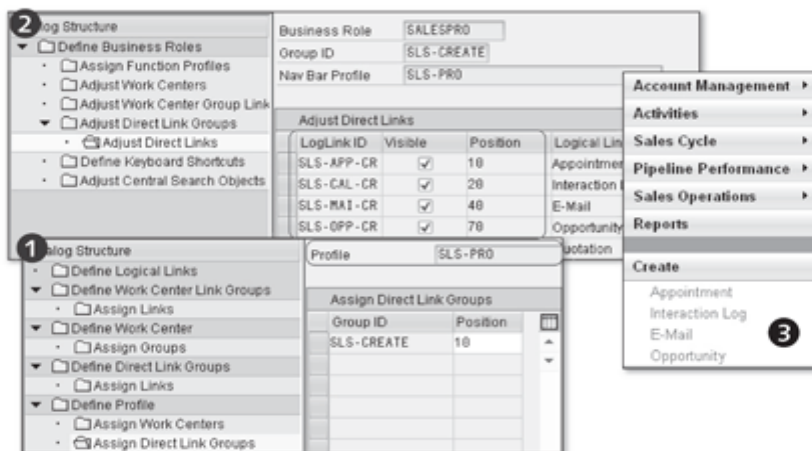 2
alog Structure
Define Business Roles
Assign Function Profiles
Adjust Work Centers
Adjust Work Center Group Link
Adjust Direct Link Groups
Adjust Direct Links
Define Keyboard Shortcuts
Adjust Central Search Objects
Business Role SALESPRO
Group ID SLS-CREATE
Nav Bar Profile SLS-PRO
Adjust Direct Links
LogLink ID Visible Position Logical Lin
SLS-APP-CR 10 Appointmen
SLS-CAL-CR 20 Interaction L
SLS-MAI-CR 40 E-Mail
SLS-OPP-CR 70 Opportunity
uotation
1
alog Structure
Define Logical Links
Define Work Center Link Groups
Assign Links
Define Work Center
Assign Groups
Define Direct Link Groups
Assign Links
Define Profile
Assign Work Centers
Assign Direct Link Groups
Profile SLS-PRO
Assign Direct Link Groups
Group ID Position
SLS-CREATE 10
Account Management
Activities
Sales Cycle
Pipeline Performance
Sales Operations
Reports
Create
Appointment
Interaction Log
E-Mail
Opportunity
3